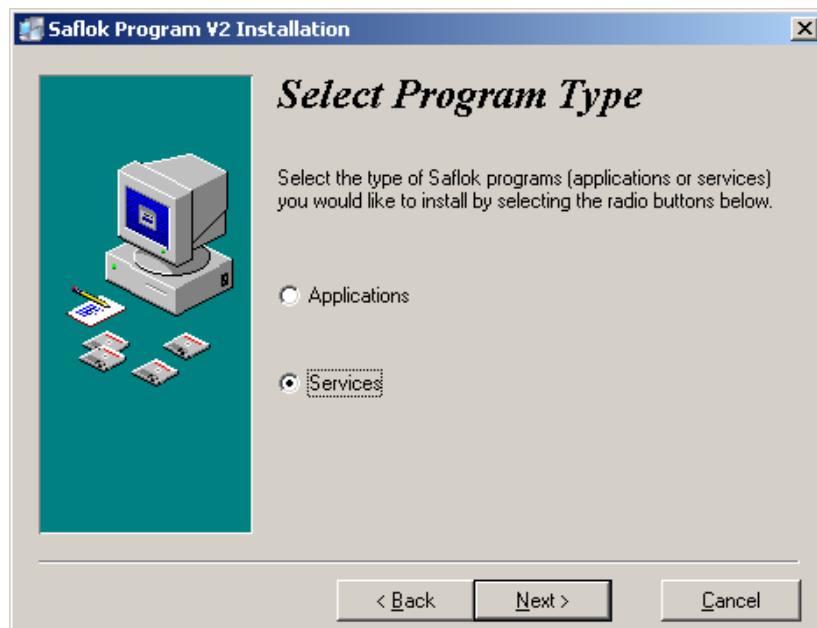 Saflok Program V2 Installation
Select Program Type
Select the type of Saflok programs (applications or services)
you would like to install by selecting the radio buttons below.
Applications
Services
< Back
Next >
Cancel